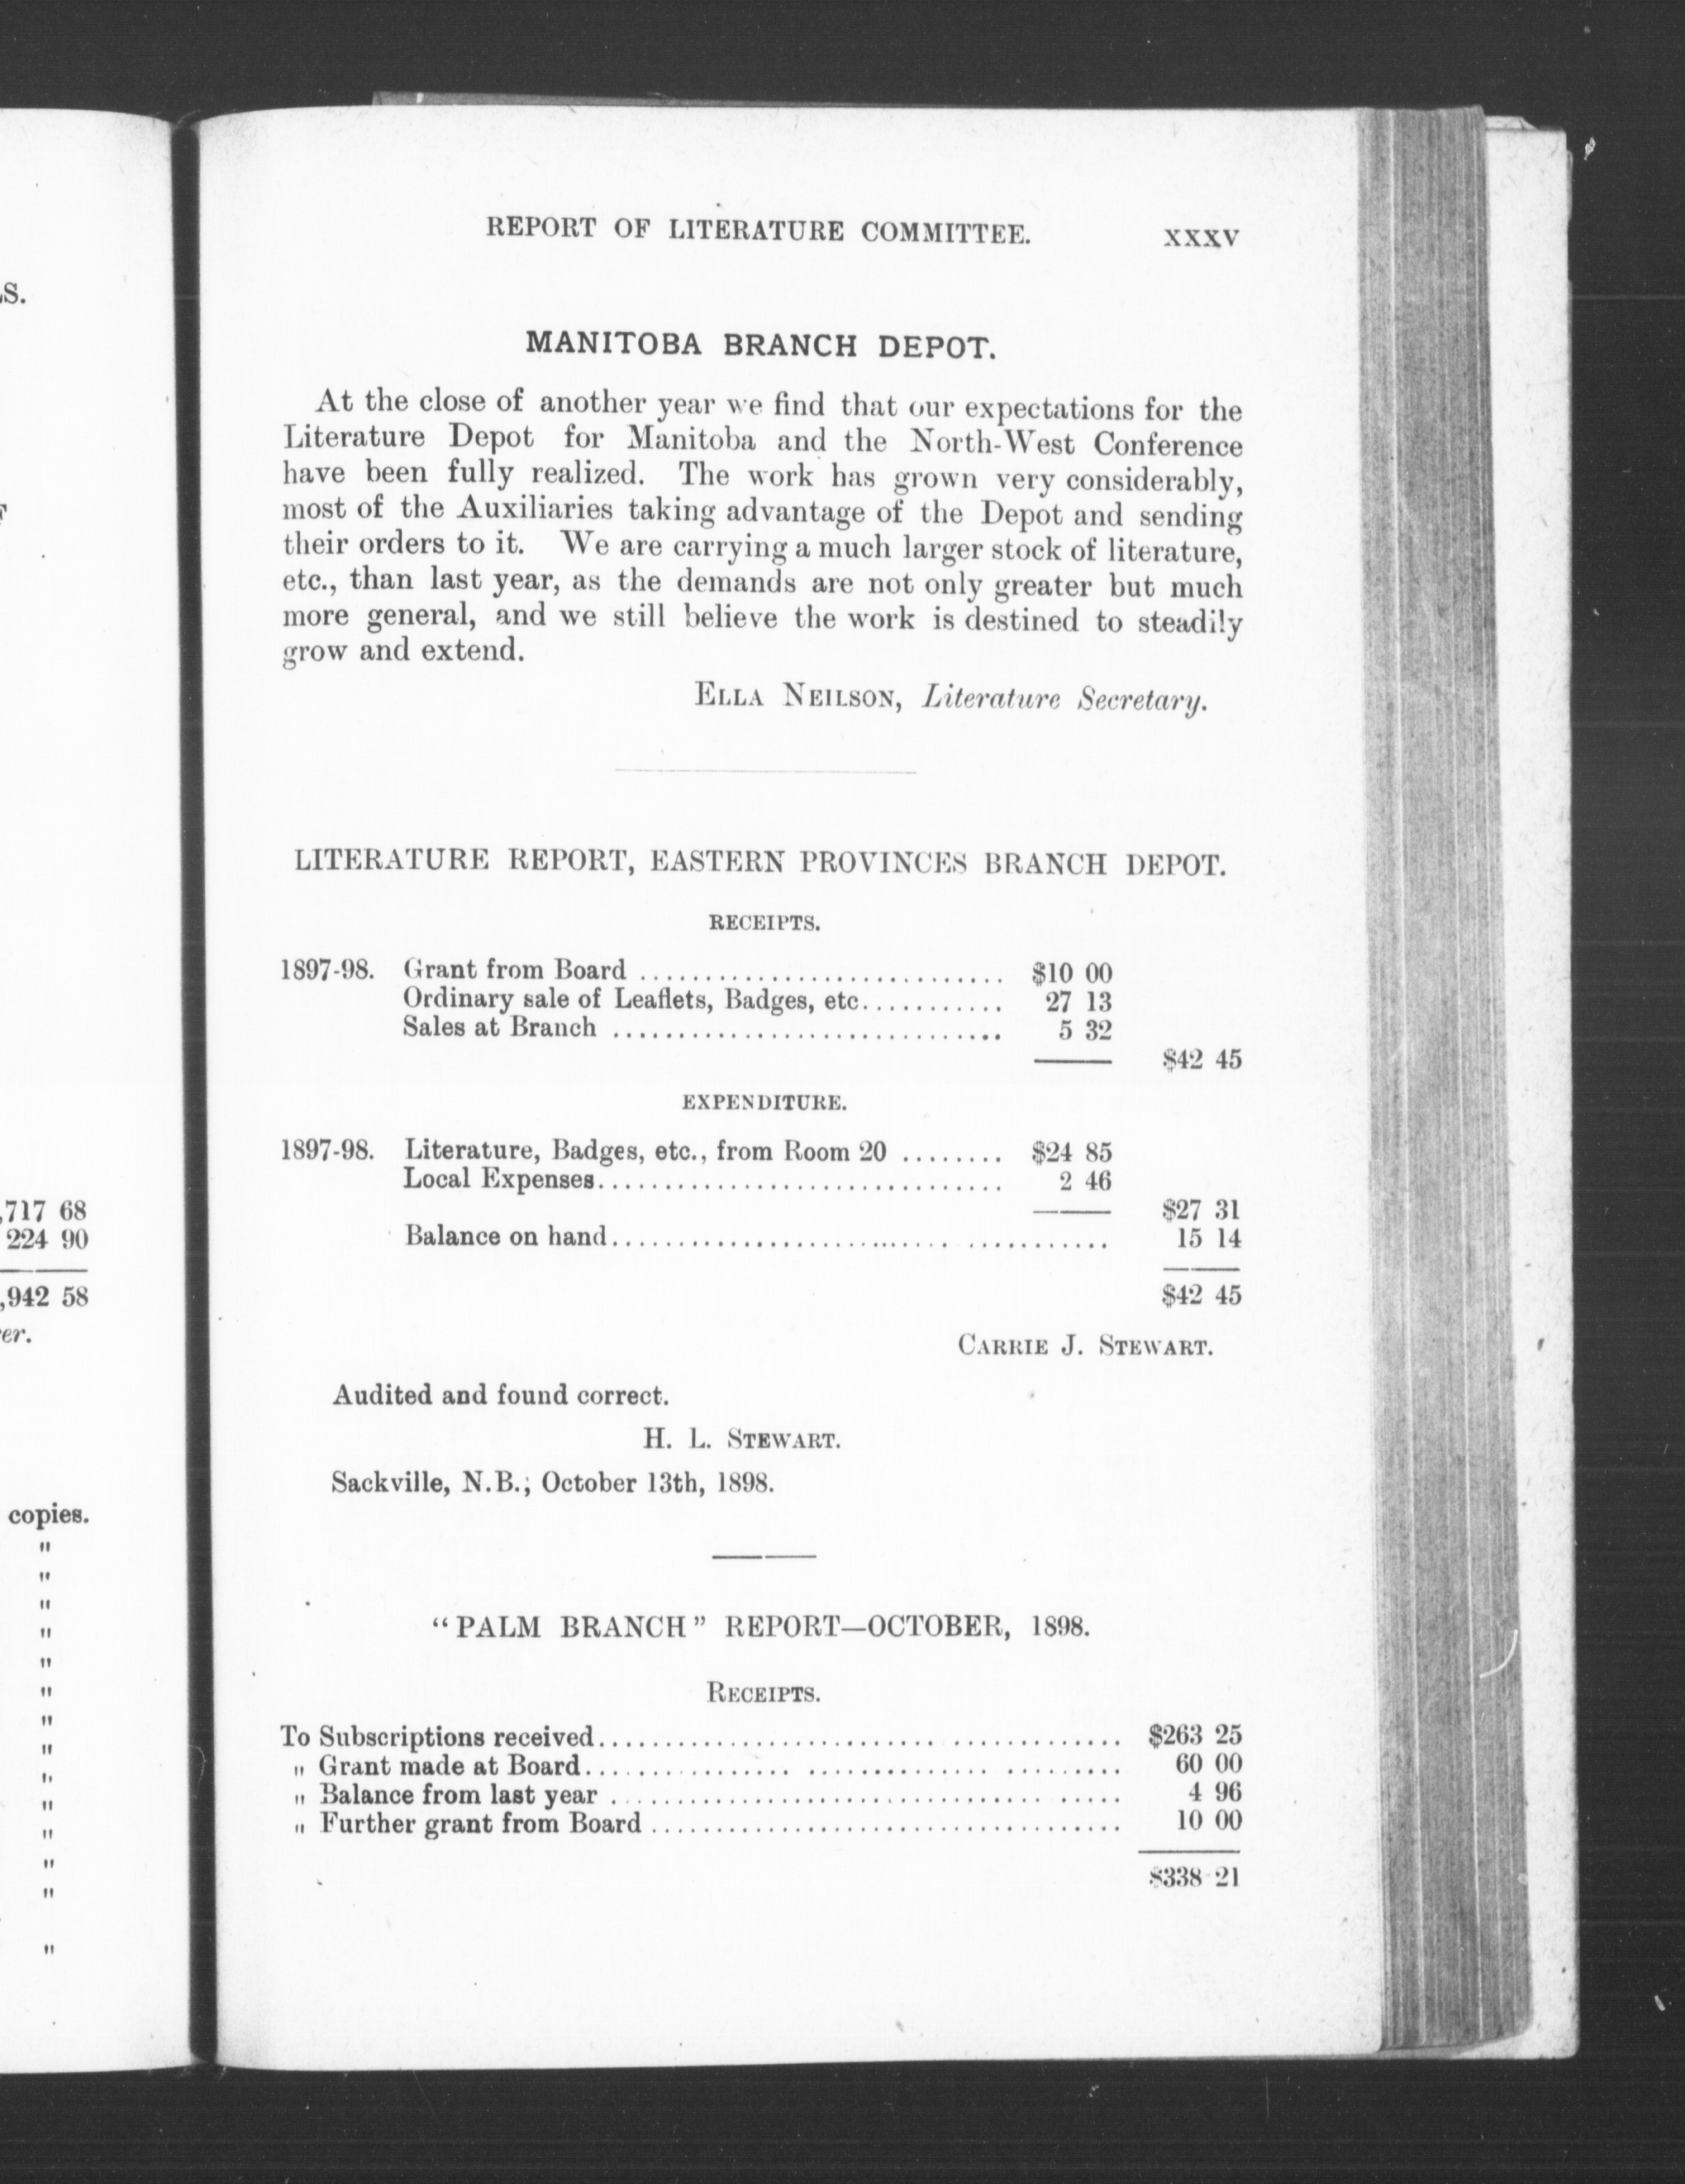 LS.
,717 68
224 90
,942 58
er.
copies.
"
"
"
"
"
"
"
"
"
"
"
"
"
"
REPORT OF LITERATURE COMMITTEE. XXXV
MANITOBA BRANCH DEPOT.
At the close of another year we find that our expectations for the
Literature Depot for Manitoba and the North-West Conference
have been fully realized. The work has grown very considerably,
most of the Auxiliaries taking advantage of the Depot and sending
their orders to it. We are carrying a much larger stock of literature,
etc., than last year, as the demands are not only greater but much
more general, and we still believe the work is destined to steadily
grow and extend.
ELLA NEILSON, Literature Secretary.
LITERATURE REPORT, EASTERN PROVINCES BRANCH DEPOT.
RECEIPTS.
1897-98. Grant from Board ............................ $10 00
Ordinary sale of Leaflets, Badges, etc........... 27 13
Sales at Branch .............................. 5 32
$42 45
EXPENDITURE.
1897-98. Literature, Badges, etc., from Room 20 ........ $24 85
Local Expenses............................... 2 46
$27 31
Balance on hand..................................... 15 14
$42 45
CARRIE J. STEWART.
Audited and found correct.
H. L. STEWART.
Sackville, N.B.; October 13th, 1898.
"PALM BRANCH" REPORT—OCTOBER, 1898.
RECEIPTS.
To Subscriptions received....................................... $263 25
" Grant made at Board....................................... 60 00
" Balance from last year ....................................... 4 96
" Further grant from Board .................................... 10 00
$338 21